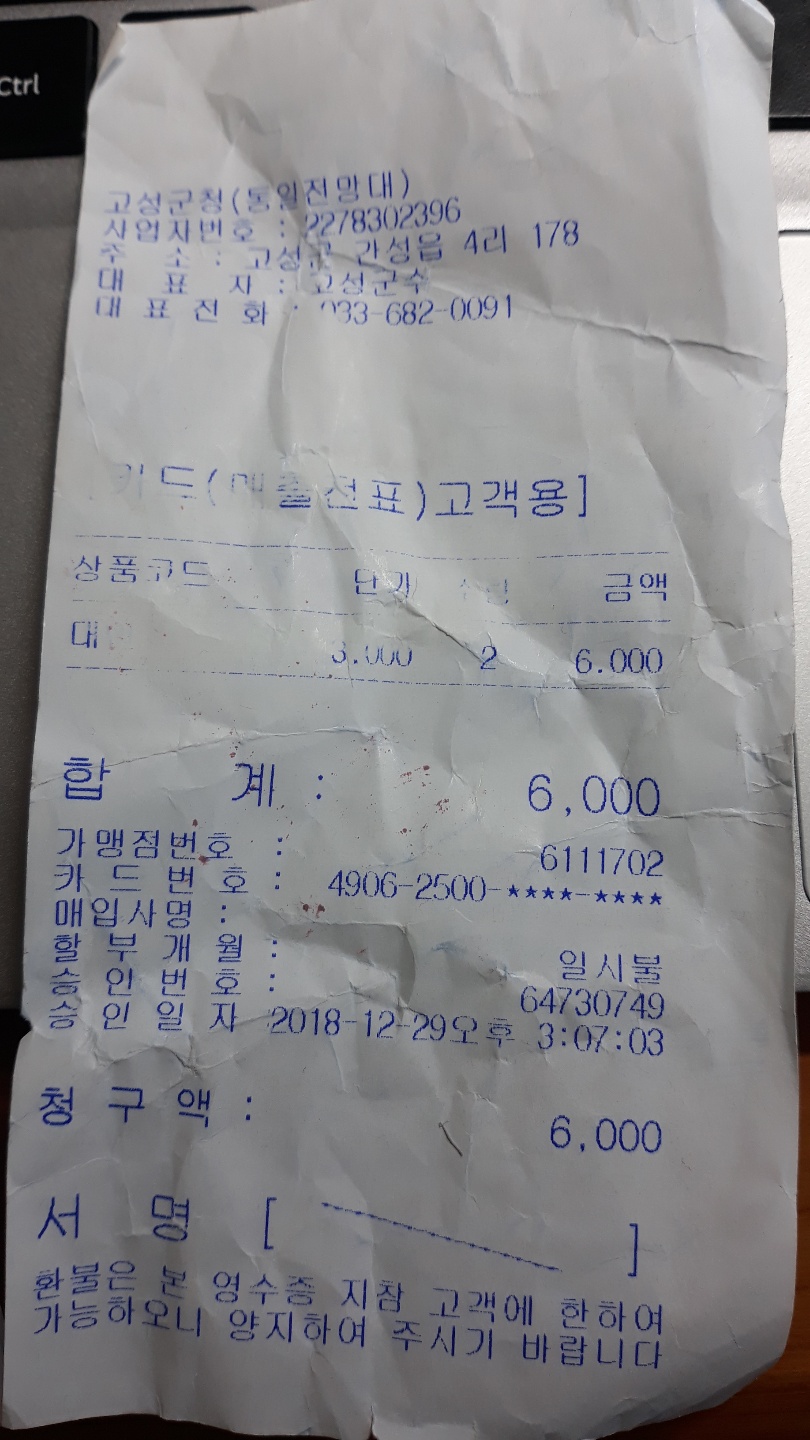 Ctrl
고성군청(통일전망대)
사업자번호 : 2278302396
주 소 : 고성군 간성읍 4리 178
대 표 자 : 고성군수
대 표 전 화 : 033-682-0091
카드(매출전표)고객용]
상품코드 단가 금액
3.000 2 6.000
합 계 : 6,000
가맹점번호 : 6111702
카 드 번 호 : 4906-2500-****-****
매입사명 :
할 부 개 월 : 일시불
승 인 번 호 : 64730749
승 인 일 자 2018-12-29오후 3:07:03
청 구 액 : 6,000
서 명 [ ]
환불은 본 영수증 지참 고객에 한하여
가능하오니 양지하여 주시기 바랍니다